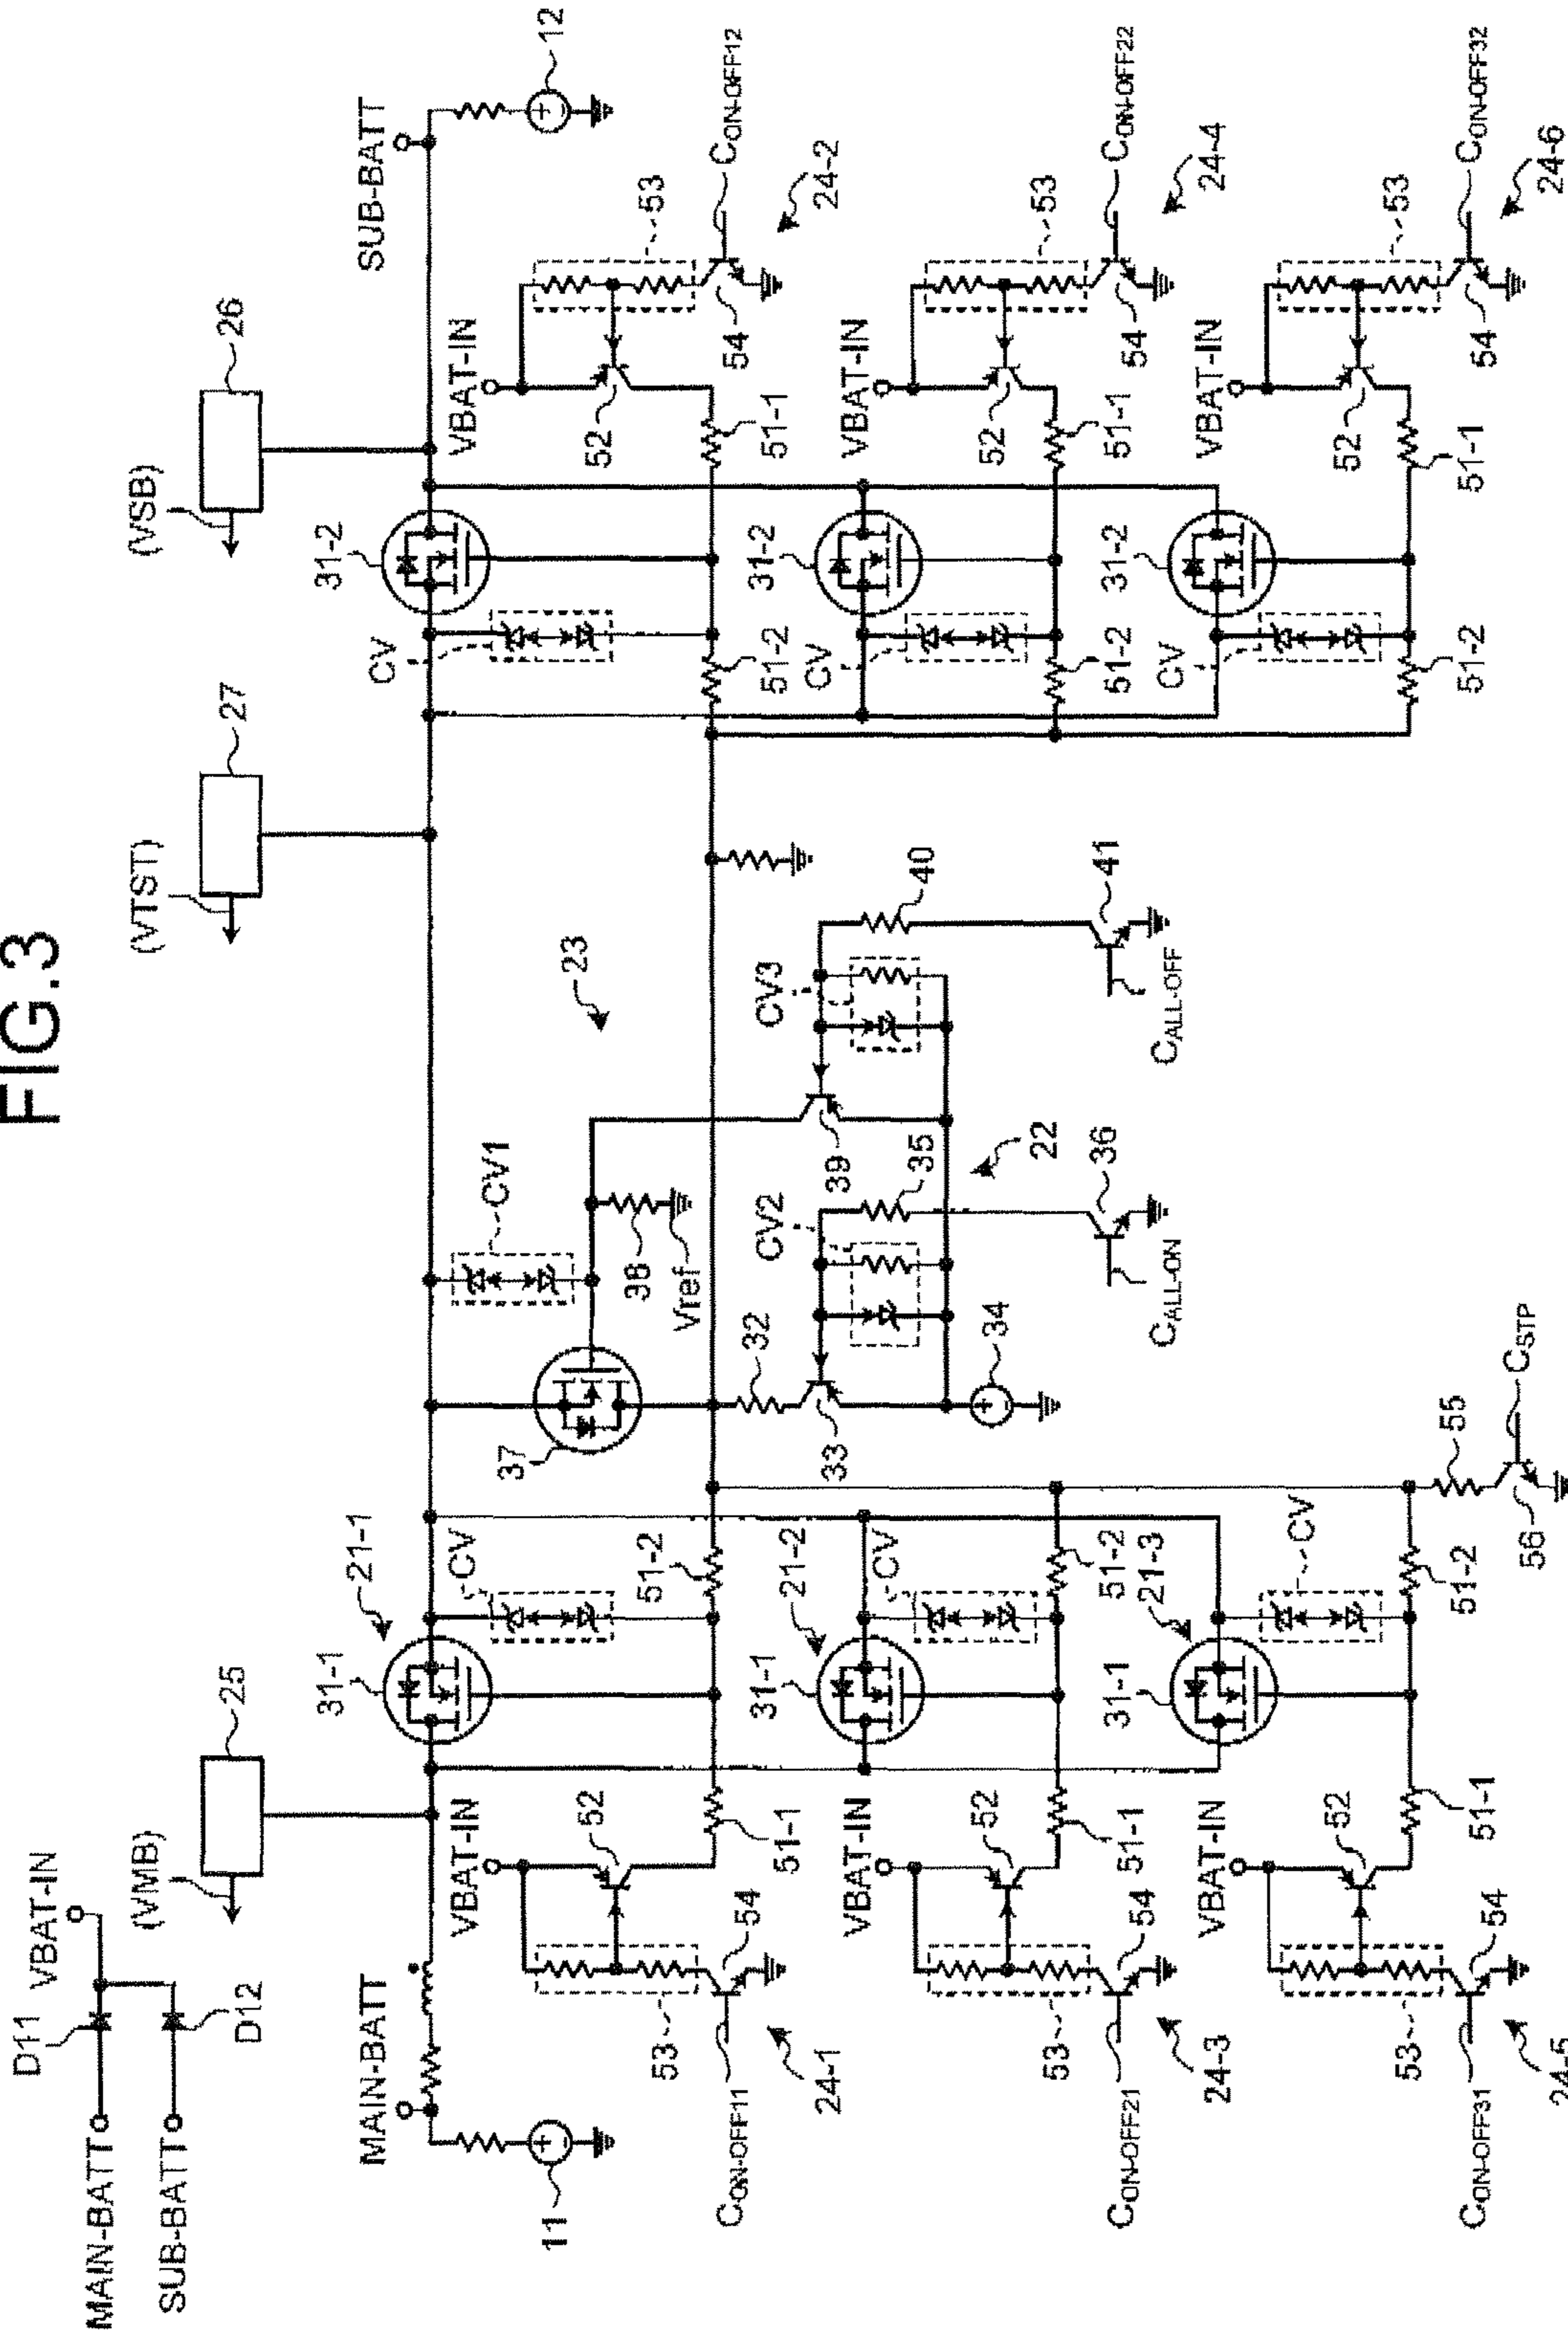 FIG.3
D11
VBAT-IN
MAIN-BATT
SUB-BATT
D12
(VMB)
25
(VTST)
27
(VSB)
26
MAIN-BATT
SUB-BATT
11
12
31-1
21-1
CV
VBAT-IN
52
51-1
51-2
53
54
CON-OFF11
24-1
31-1
21-2
CV
VBAT-IN
52
51-1
51-2
53
54
CON-OFF21
24-3
31-1
21-3
CV
VBAT-IN
52
51-1
51-2
53
54
CON-OFF31
24-5
55
CSTP
56
37
CV1
38
Vref
23
32
33
34
CV2
35
22
36
CALL-ON
CV3
39
40
41
CALL-OFF
31-2
CV
VBAT-IN
52
51-1
51-2
53
54
CON-OFF12
24-2
31-2
CV
VBAT-IN
52
51-1
51-2
53
54
CON-OFF22
24-4
31-2
CV
VBAT-IN
52
51-1
51-2
53
54
CON-OFF32
24-6